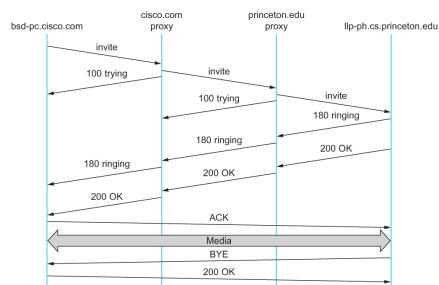 bsd-pc.cisco.com
cisco.com
proxy
princeton.edu
proxy
llp-ph.cs.princeton.edu
invite
100 trying
invite
100 trying
invite
180 ringing
180 ringing
200 OK
180 ringing
200 OK
200 OK
ACK
Media
BYE
200 OK